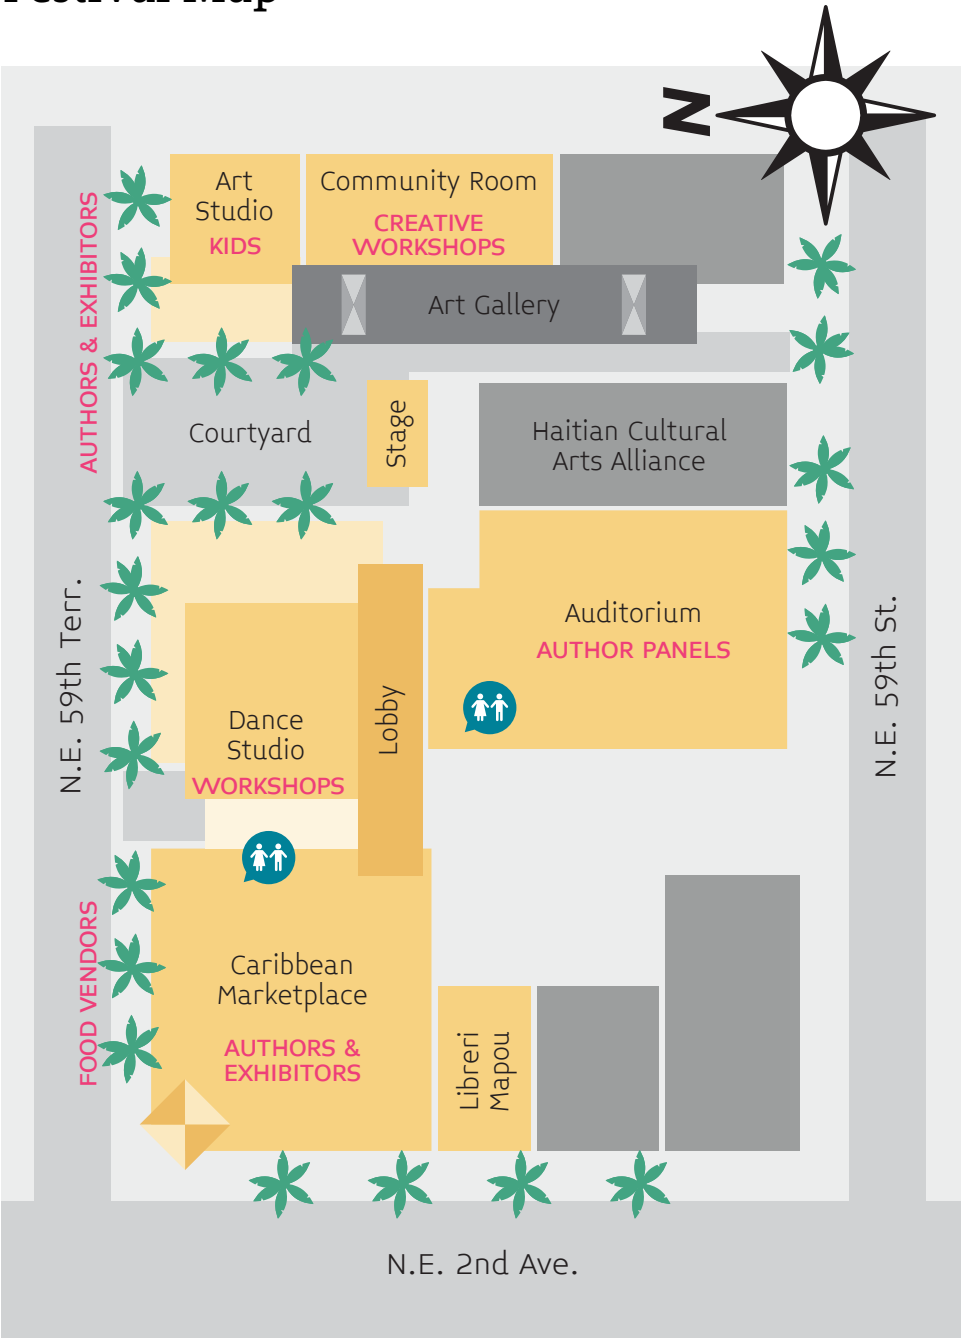 Festival Map
N
Art
Studio
KIDS
Community Room
CREATIVE
WORKSHOPS
Art Gallery
AUTHORS & EXHIBITORS
Courtyard
Stage
Haitian Cultural
Arts Alliance
Auditorium
AUTHOR PANELS
N.E. 59th Terr.
Dance
Studio
WORKSHOPS
Lobby
N.E. 59th St.
FOOD VENDORS
Caribbean
Marketplace
AUTHORS &
EXHIBITORS
Libreri
Mapou
N.E. 2nd Ave.